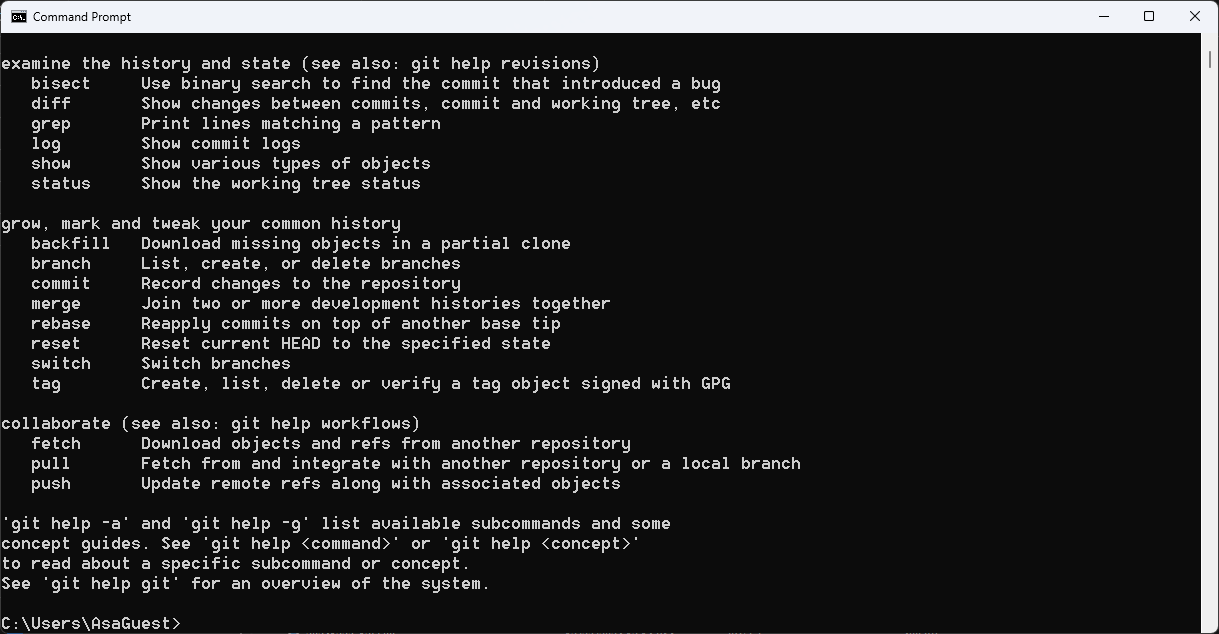 Command Prompt
examine the history and state (see also: git help revisions)
   bisect     Use binary search to find the commit that introduced a bug
   diff       Show changes between commits, commit and working tree, etc
   grep       Print lines matching a pattern
   log        Show commit logs
   show       Show various types of objects
   status     Show the working tree status

grow, mark and tweak your common history
   backfill   Download missing objects in a partial clone
   branch     List, create, or delete branches
   commit     Record changes to the repository
   merge      Join two or more development histories together
   rebase     Reapply commits on top of another base tip
   reset      Reset current HEAD to the specified state
   switch     Switch branches
   tag        Create, list, delete or verify a tag object signed with GPG

collaborate (see also: git help workflows)
   fetch      Download objects and refs from another repository
   pull       Fetch from and integrate with another repository or a local branch
   push       Update remote refs along with associated objects

'git help -a' and 'git help -g' list available subcommands and some
concept guides. See 'git help <command>' or 'git help <concept>'
to read about a specific subcommand or concept.
See 'git help git' for an overview of the system.

C:\Users\AsaGuest>